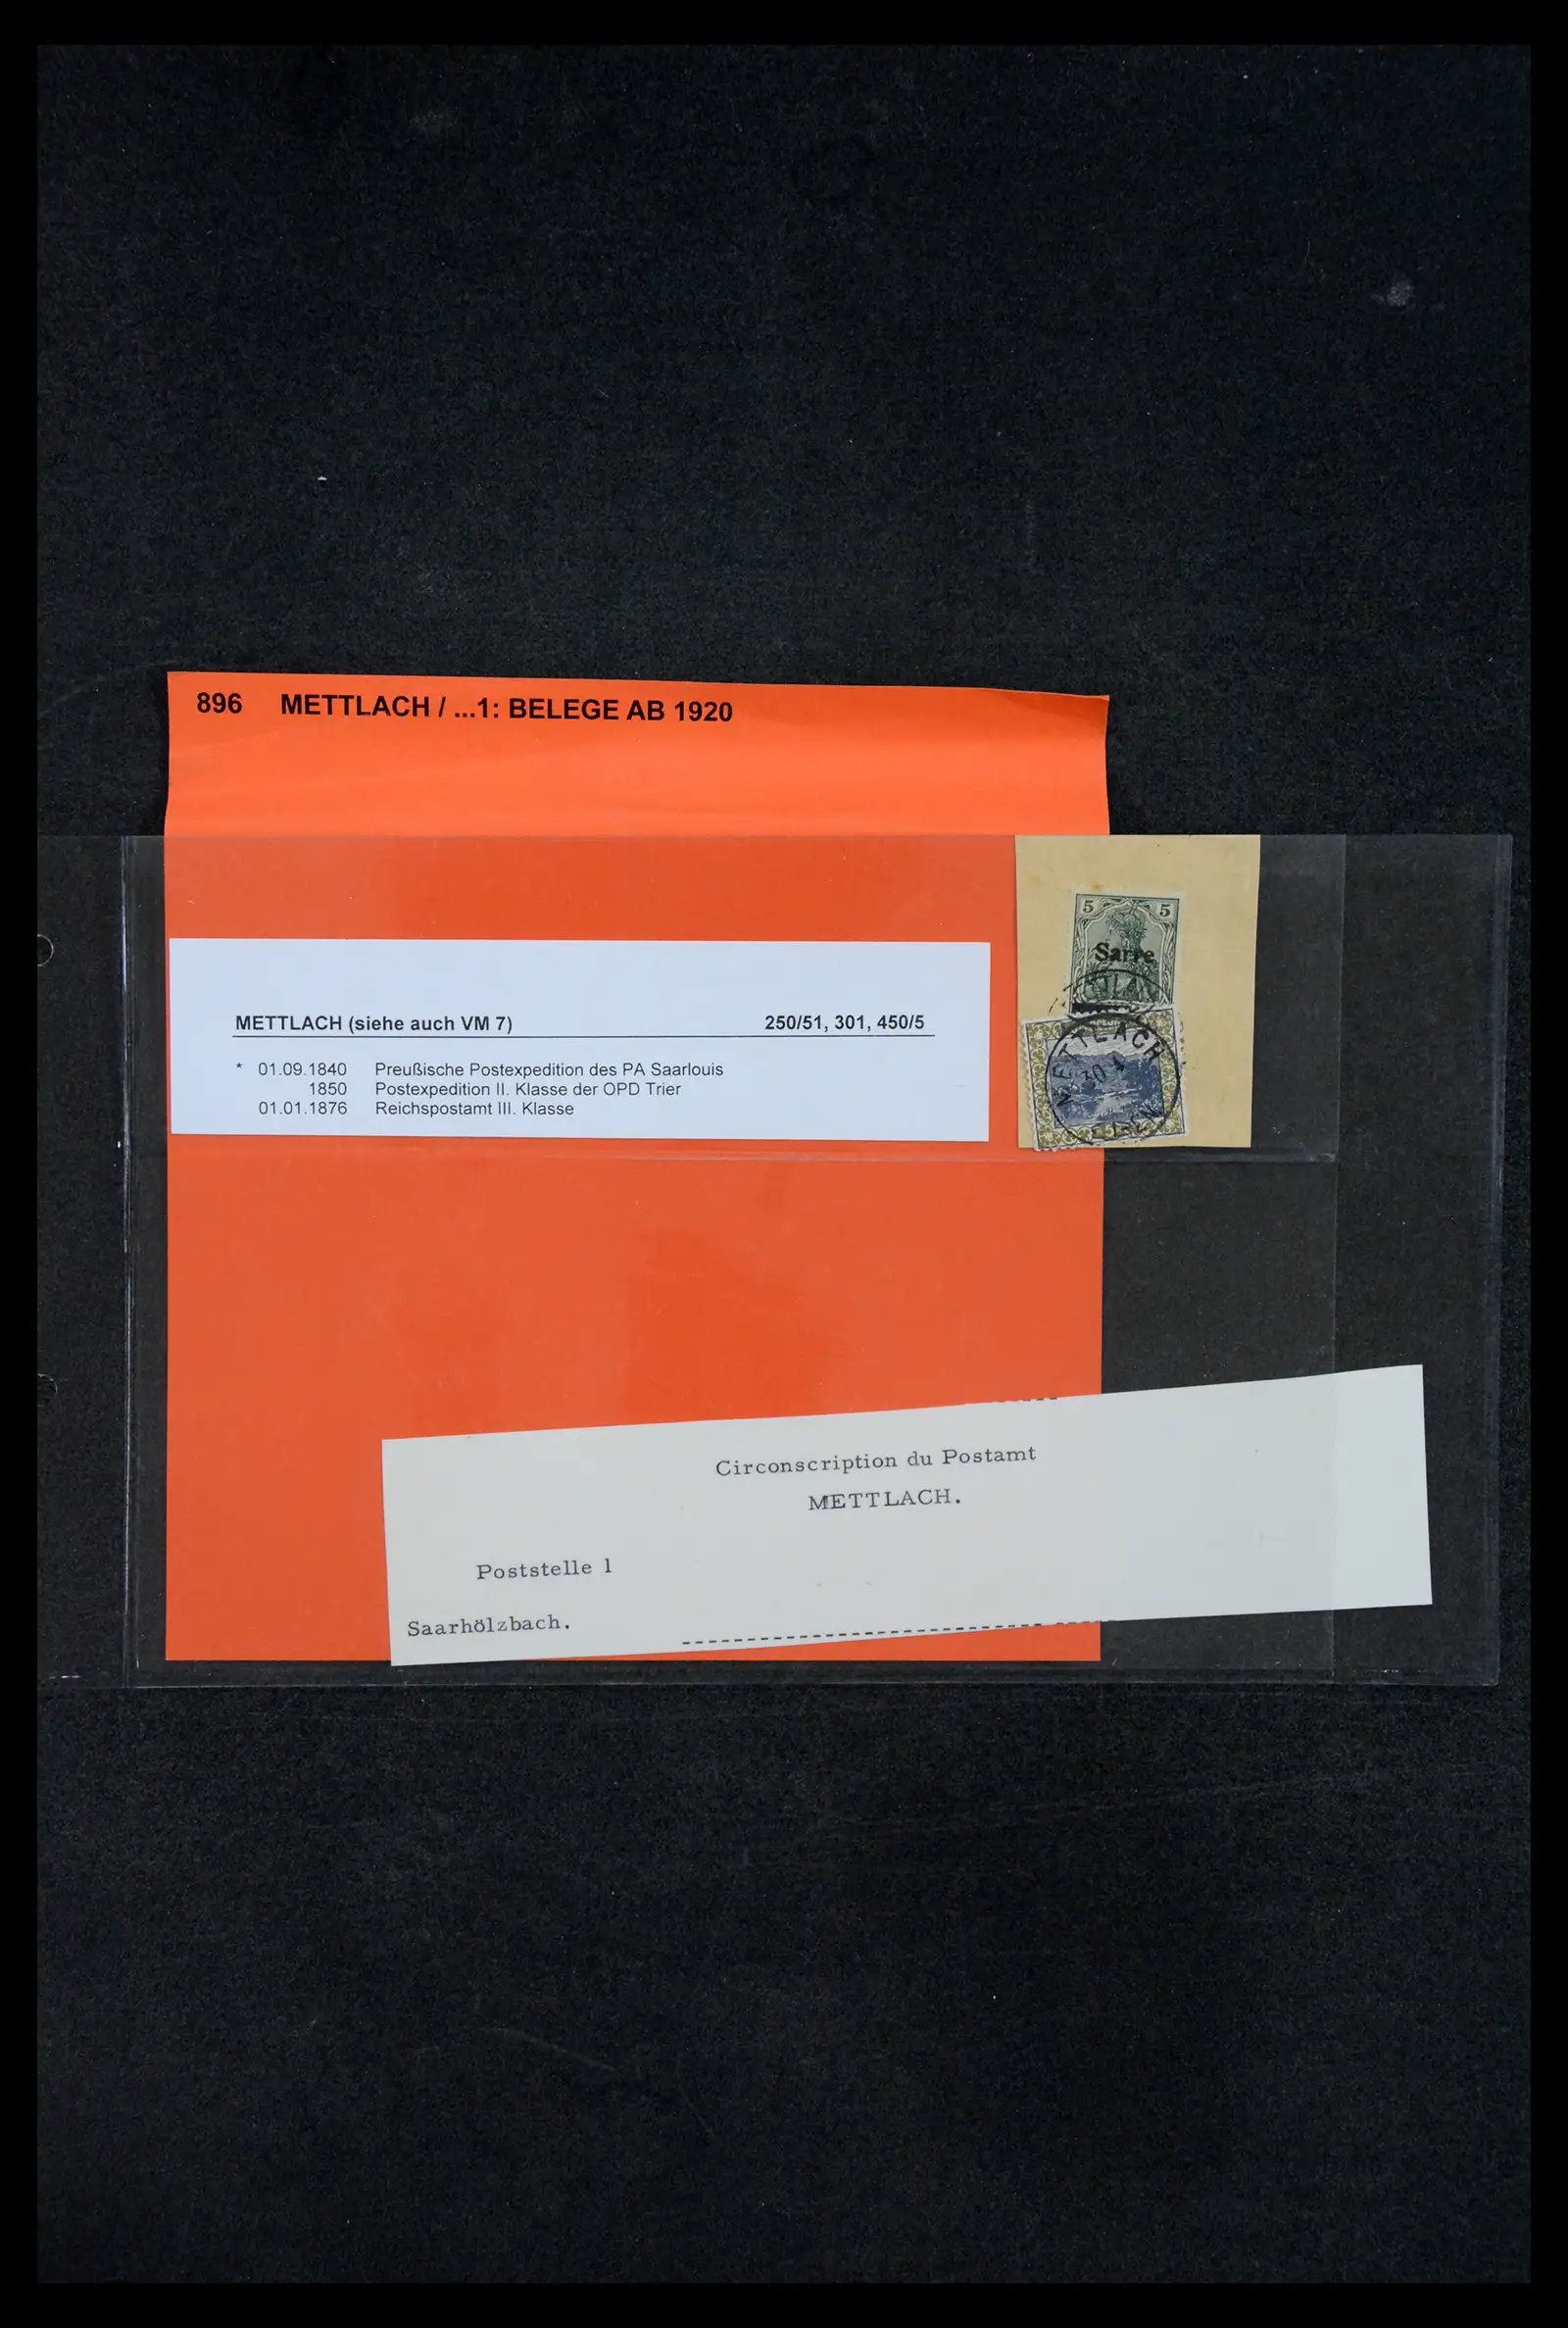 896 METTLACH / ...1: BELEGE AB 1920
5 5
Sarre
METTLACH (siehe auch VM 7) 250/51, 301, 450/5
* 01.09.1840 Preußische Postexpedition des PA Saarlouis
1850 Postexpedition II. Klasse der OPD Trier
01.01.1876 Reichspostamt III. Klasse
METTLACH
30
Circonscription du Postamt
METTLACH.
Poststelle 1
Saarhölzbach.